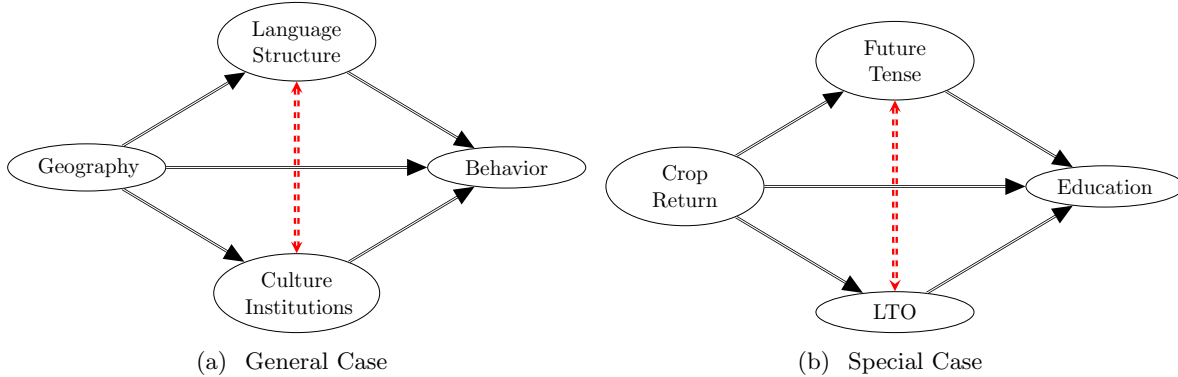 Language
Structure
Geography
Behavior
Culture
Institutions
(a) General Case
Future
Tense
Crop
Return
Education
LTO
(b) Special Case